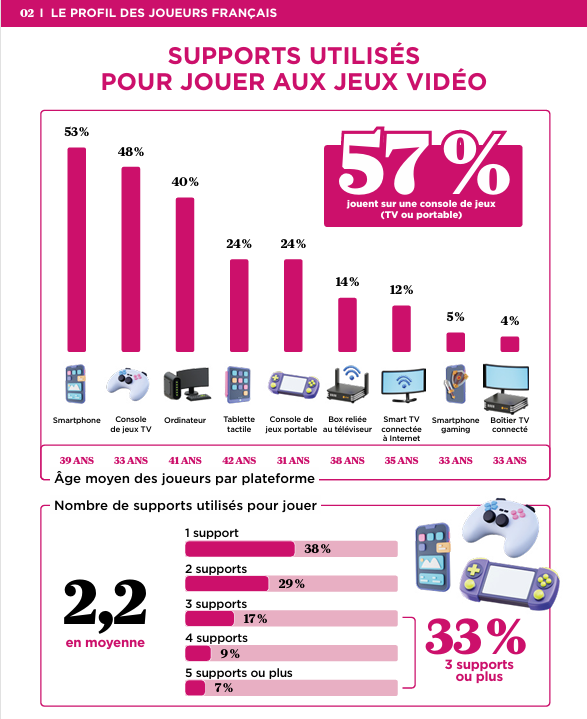 02 I LE PROFIL DES JOUEURS FRANÇAIS
SUPPORTS UTILISÉS
POUR JOUER AUX JEUX VIDÉO
53%
48%
40%
24%
24%
14%
12%
5%
4%
57%
jouent sur une console de jeux
(TV ou portable)
Smartphone
Console
de jeux TV
Ordinateur
Tablette
tactile
Console de
jeux portable
Box reliée
au téléviseur
Smart TV
connectée
à Internet
Smartphone
gaming
Boîtier TV
connecté
39 ANS
33 ANS
41 ANS
42 ANS
31 ANS
38 ANS
35 ANS
33 ANS
33 ANS
Âge moyen des joueurs par plateforme
Nombre de supports utilisés pour jouer
2,2
en moyenne
1 support
38%
2 supports
29%
3 supports
17%
4 supports
9%
5 supports ou plus
7%
33%
3 supports
ou plus